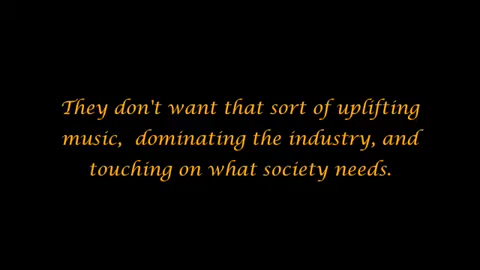 They don't want that sort of uplifting
music,  dominating the industry, and
touching on what society needs.